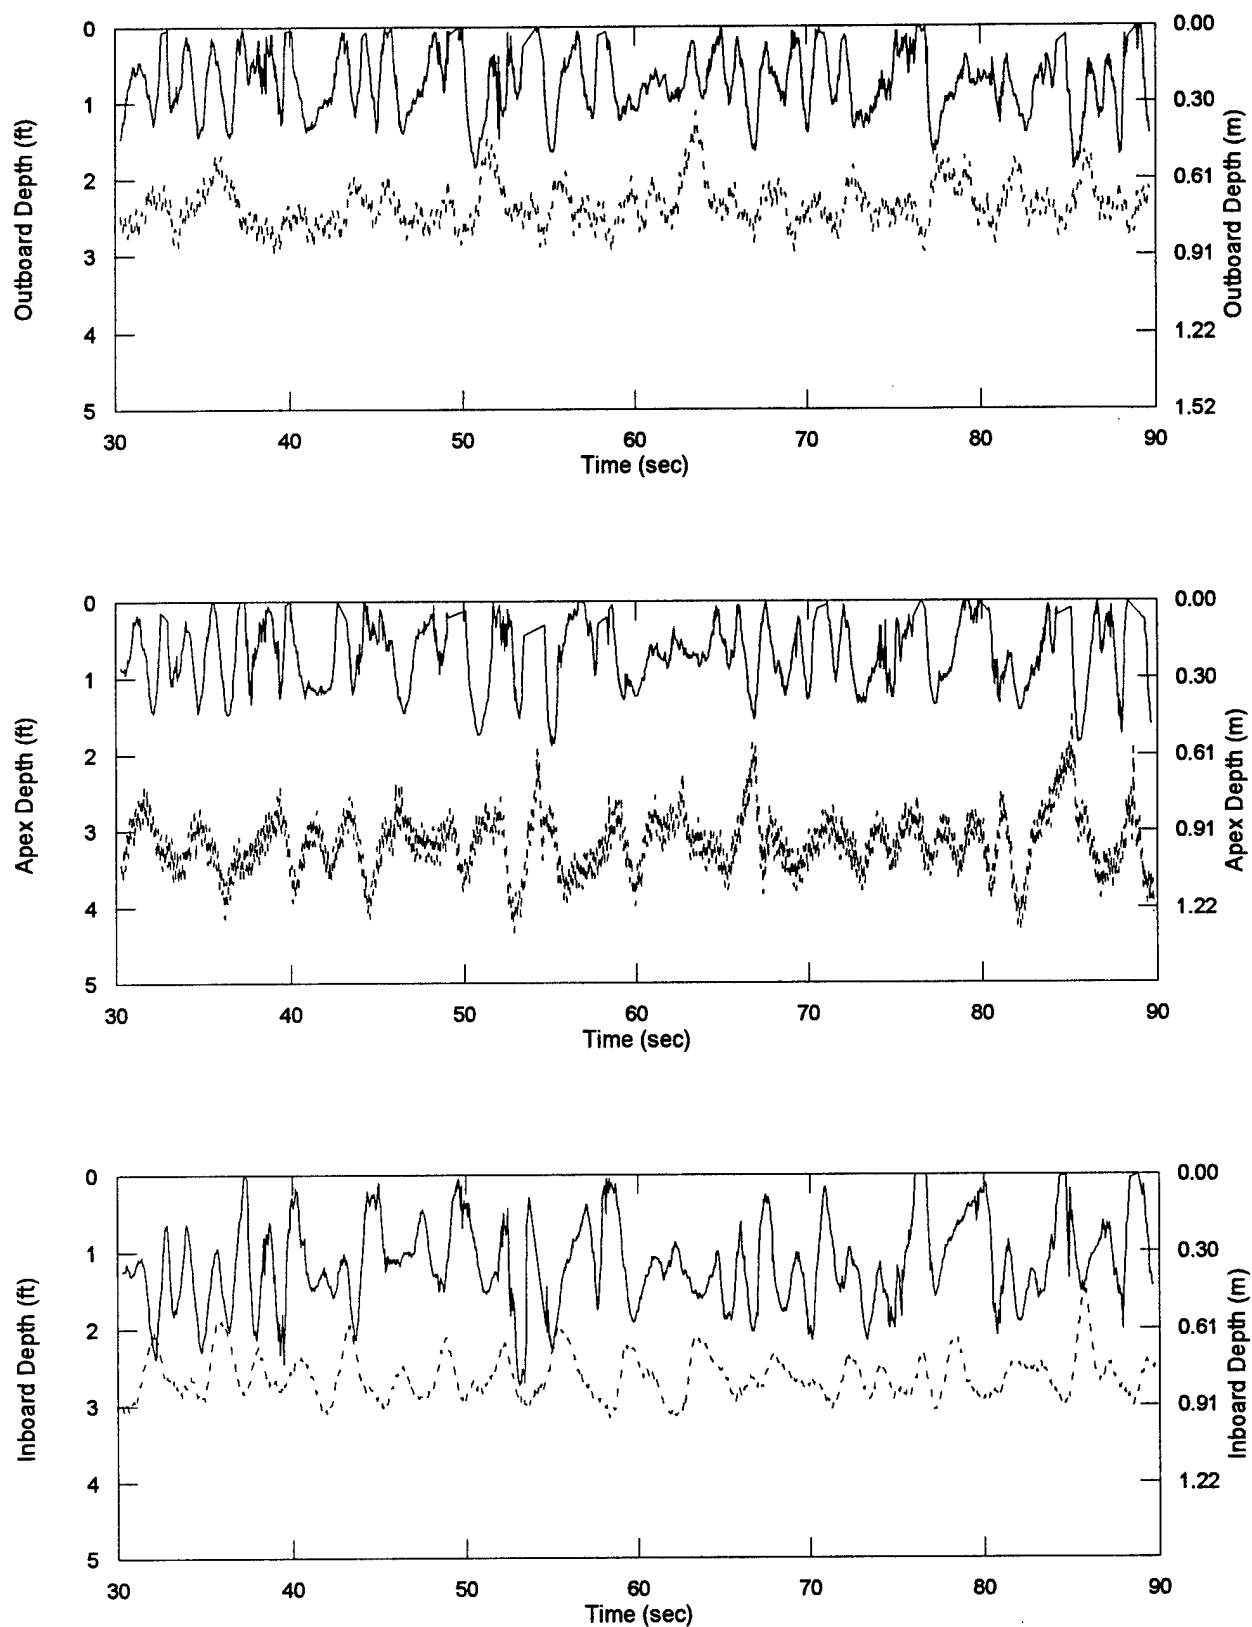 0
1
2
3
4
5
Outboard Depth (ft)
0.00
0.30
0.61
0.91
1.22
1.52
Outboard Depth (m)
30 40 50 60 70 80 90
Time (sec)
0
1
2
3
4
5
Apex Depth (ft)
0.00
0.30
0.61
0.91
1.22
Apex Depth (m)
30 40 50 60 70 80 90
Time (sec)
0
1
2
3
4
5
Inboard Depth (ft)
0.00
0.30
0.61
0.91
1.22
Inboard Depth (m)
30 40 50 60 70 80 90
Time (sec)